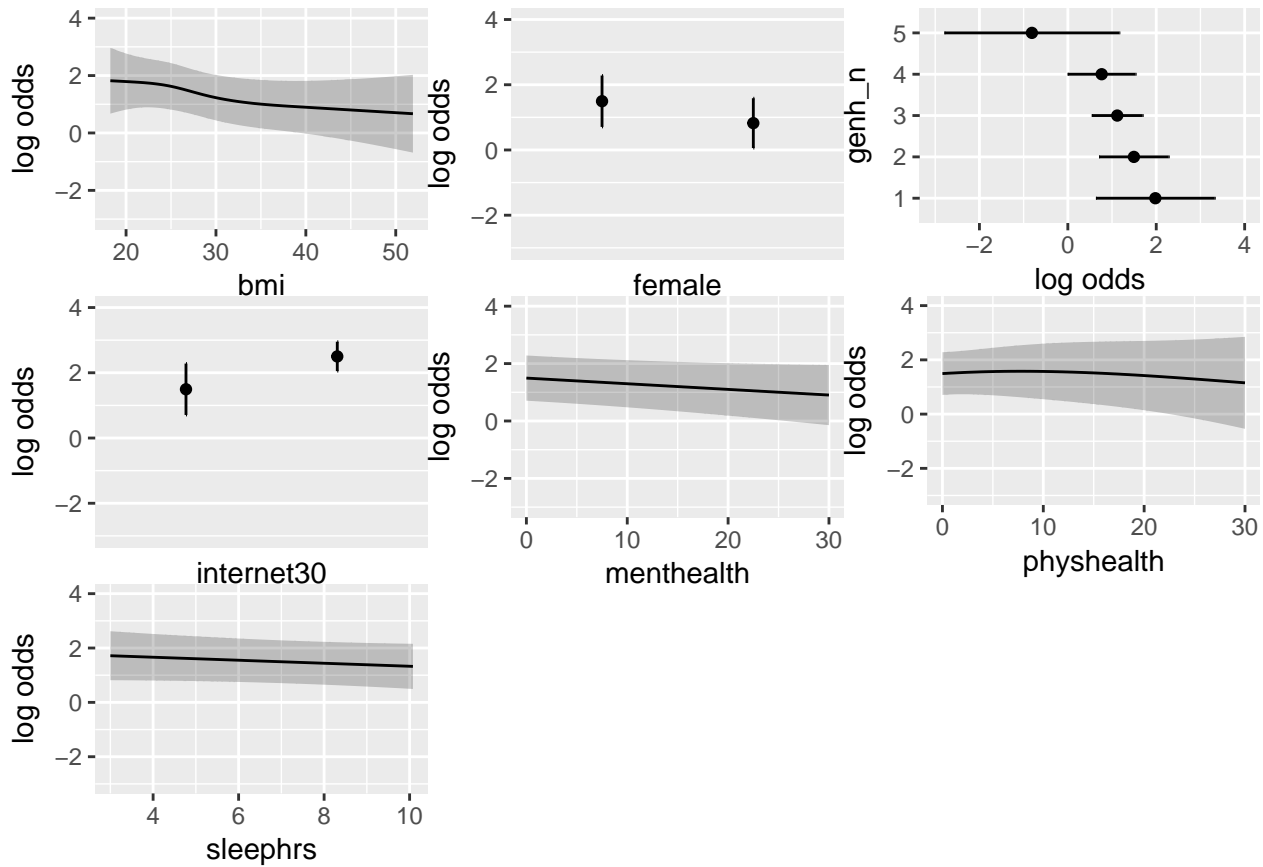 log odds
4
2
0
−2
20 30 40 50
bmi
log odds
4
2
0
−2
female
genh_n
5
4
3
2
1
−2 0 2 4
log odds
log odds
4
2
0
−2
internet30
log odds
4
2
0
−2
0 10 20 30
menthealth
log odds
4
2
0
−2
0 10 20 30
physhealth
log odds
4
2
0
−2
4 6 8 10
sleephrs